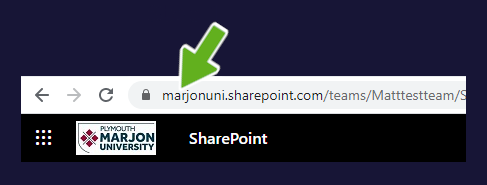 marjonuni.sharepoint.com/teams/Matttestteam/S
PLYMOUTH
MARJON
UNIVERSITY
SharePoint